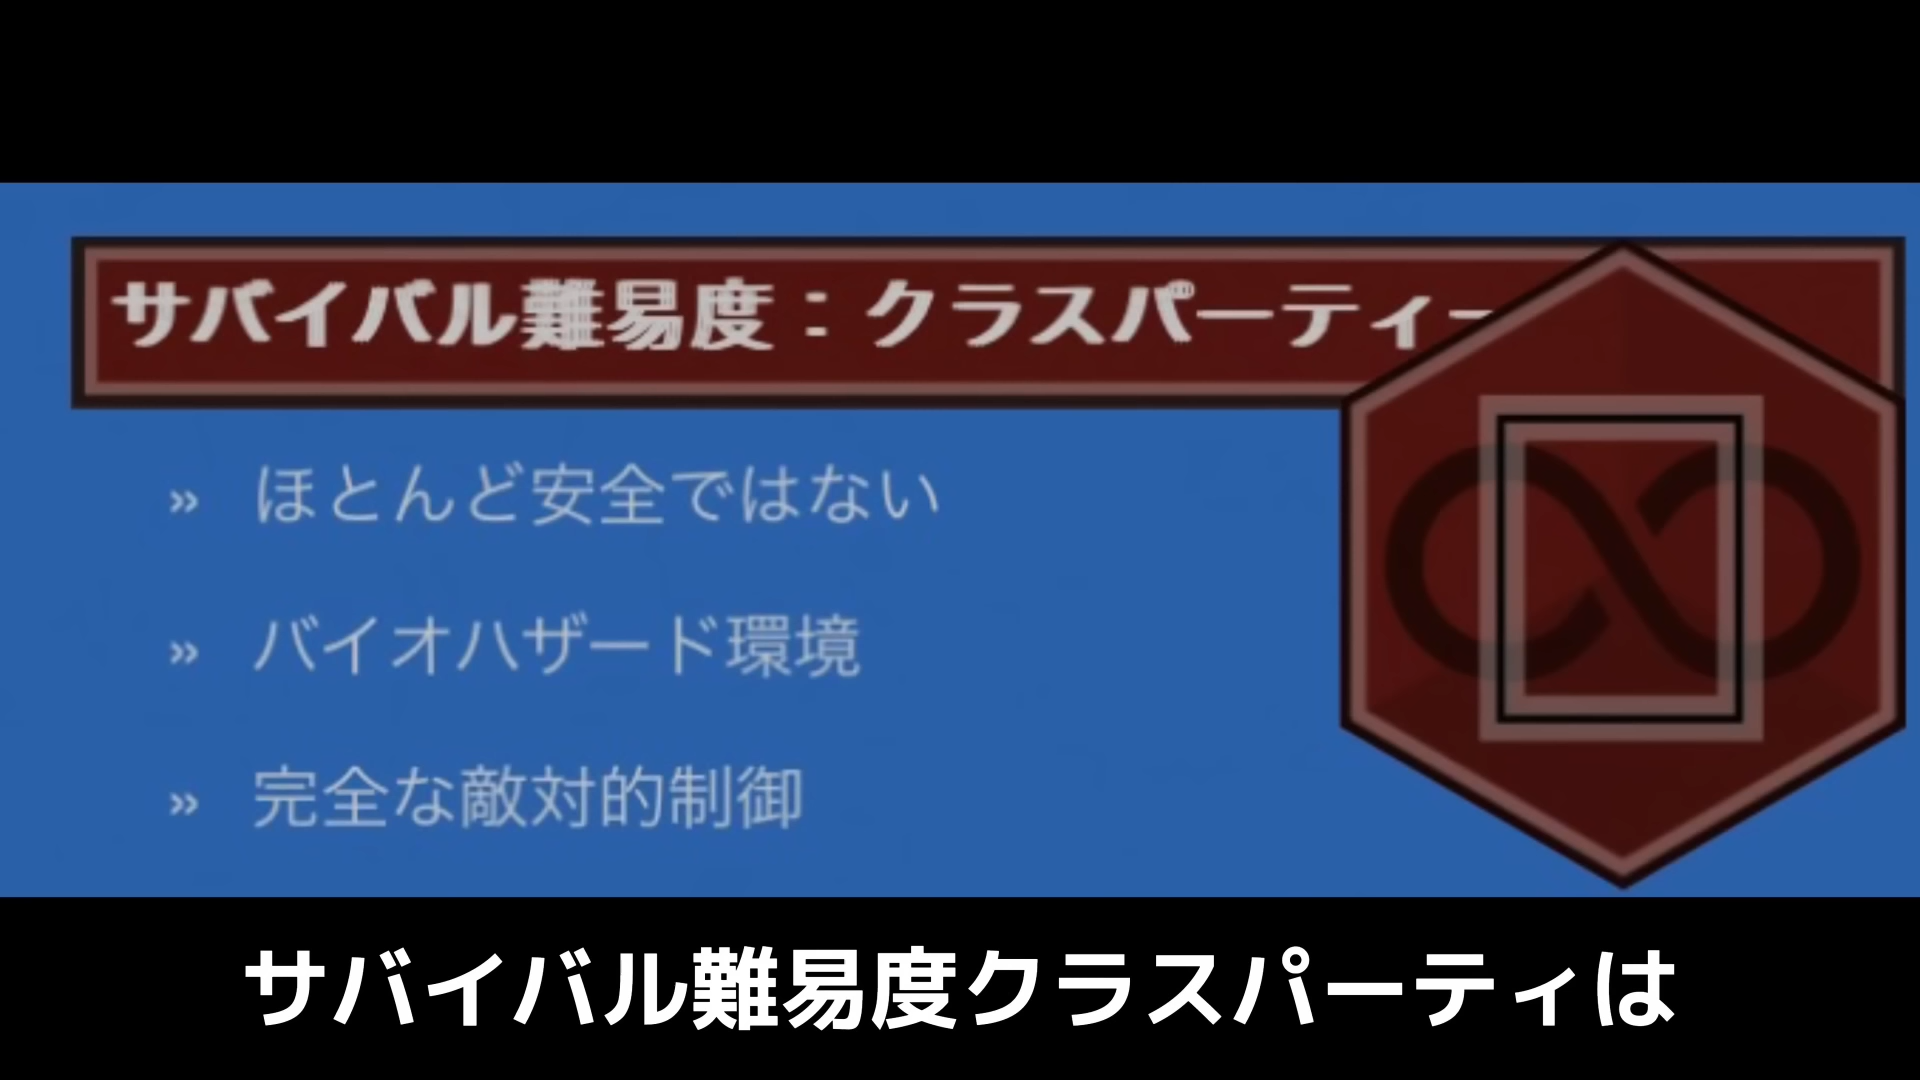 サバイバル難易度：クラスパーティー
» ほとんど安全ではない
» バイオハザード環境
» 完全な敵対的制御
サバイバル難易度クラスパーティは